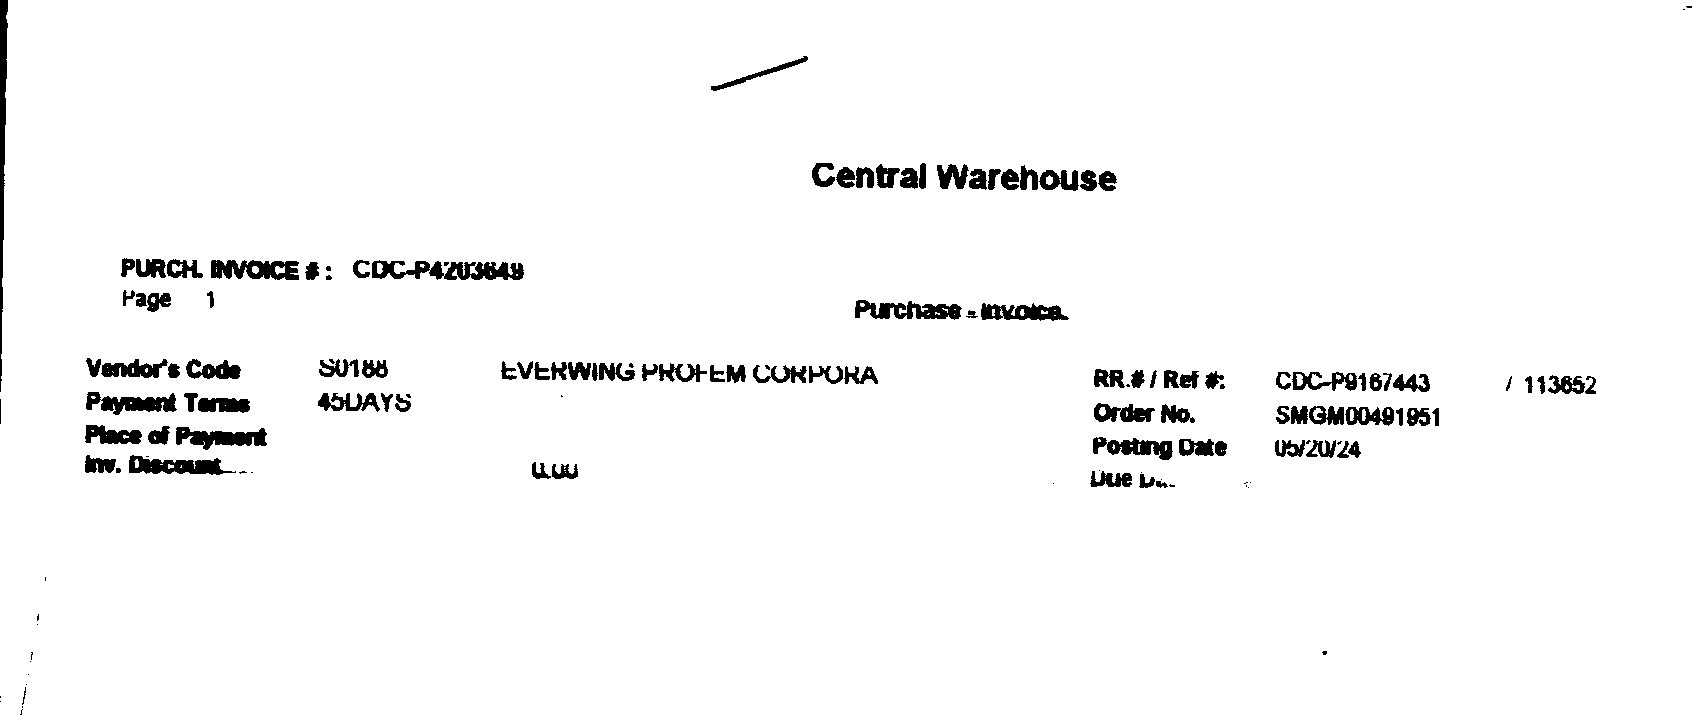 Central Warehouse
PURCH. INVOICE # : CDC-P4203649
Page 1
Purchase - Invoice
Vendor's Code S0188 EVERWING PROFEM CORPORA
RR.# / Ref #: CDC-P9167443 / 113652
Payment Terms 45DAYS
Order No. SMGM00491951
Place of Payment
Posting Date 05/20/24
Inv. Discount 0.00
Due